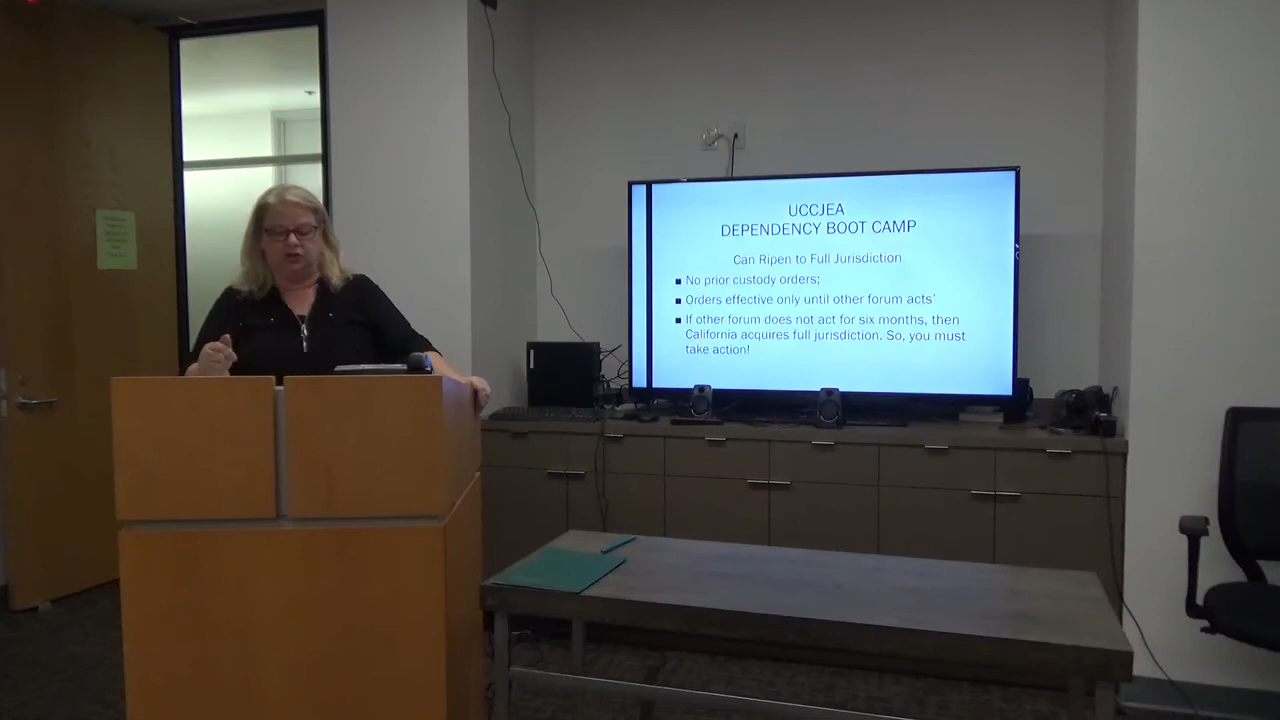 UCCJEA
DEPENDENCY BOOT CAMP
Can Ripen to Full Jurisdiction
■ No prior custody orders;
■ Orders effective only until other forum acts'
■ If other forum does not act for six months, then
California acquires full jurisdiction. So, you must
take action!